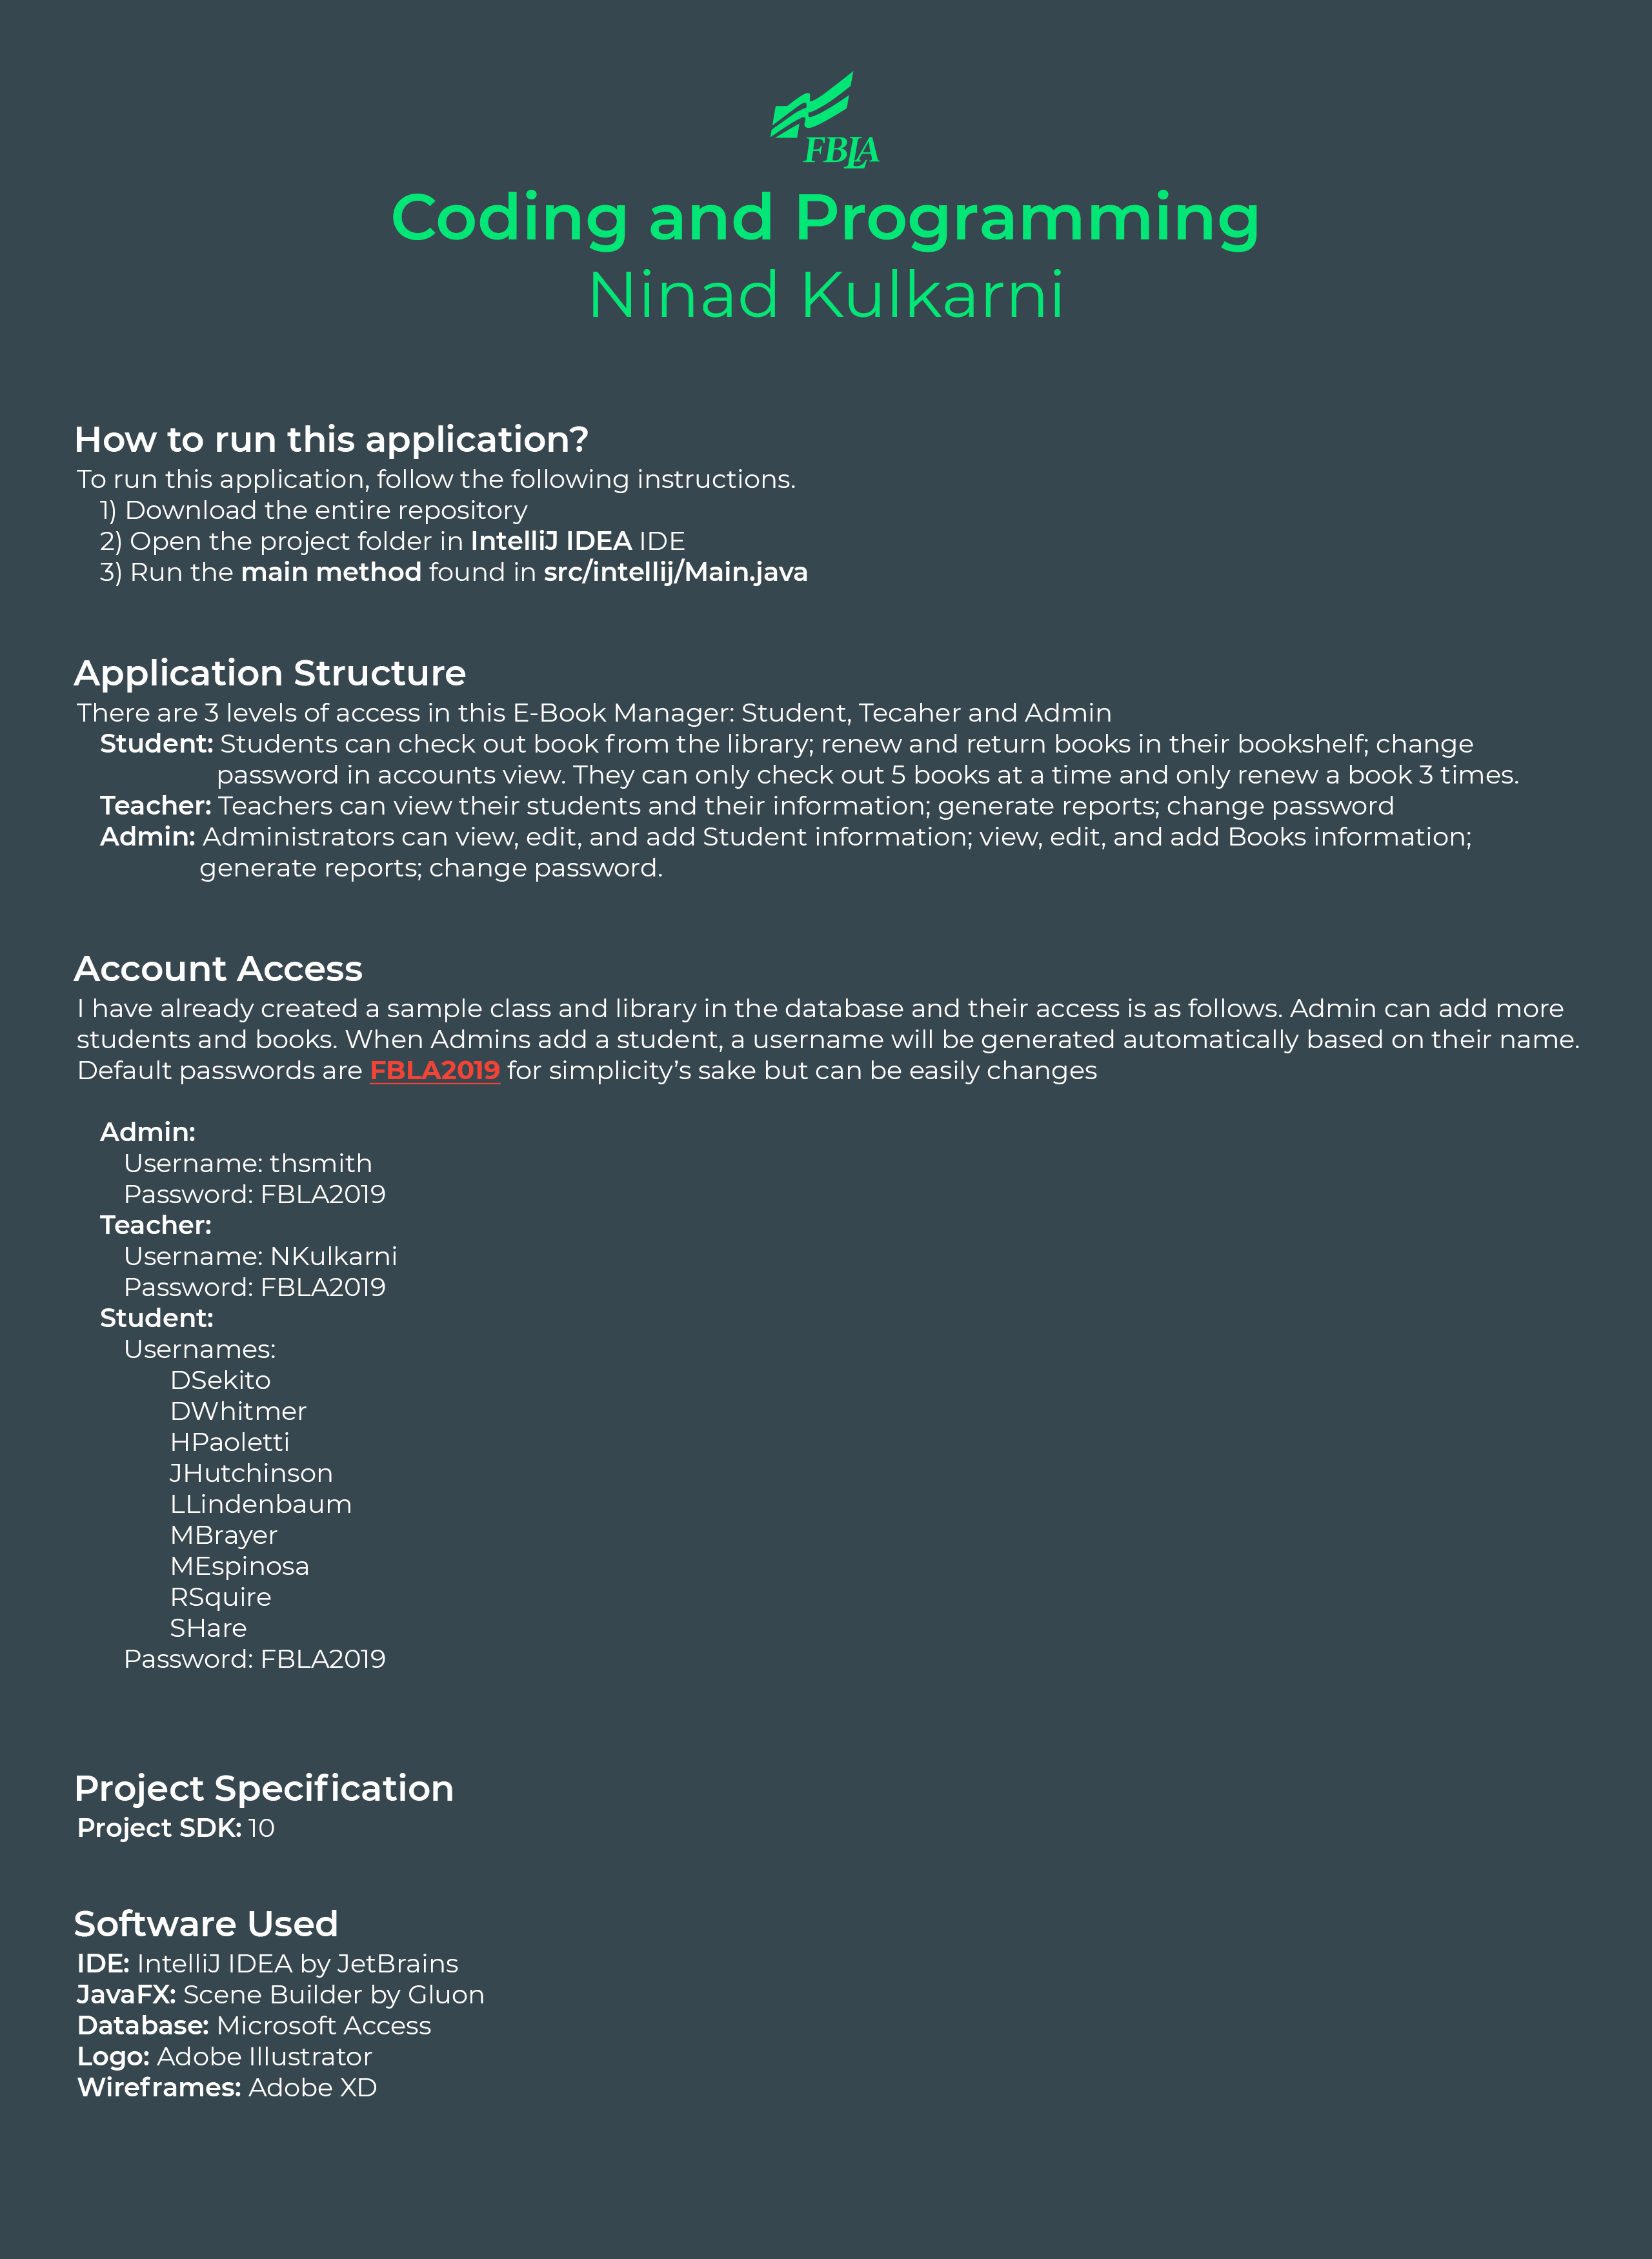 FBLA
Coding and Programming
Ninad Kulkarni
How to run this application?
To run this application, follow the following instructions.
1) Download the entire repository
2) Open the project folder in IntelliJ IDEA IDE
3) Run the main method found in src/intellij/Main.java
Application Structure
There are 3 levels of access in this E-Book Manager: Student, Tecaher and Admin
Student: Students can check out book from the library; renew and return books in their bookshelf; change
password in accounts view. They can only check out 5 books at a time and only renew a book 3 times.
Teacher: Teachers can view their students and their information; generate reports; change password
Admin: Administrators can view, edit, and add Student information; view, edit, and add Books information;
generate reports; change password.
Account Access
I have already created a sample class and library in the database and their access is as follows. Admin can add more
students and books. When Admins add a student, a username will be generated automatically based on their name.
Default passwords are FBLA2019 for simplicity’s sake but can be easily changes
Admin:
Username: thsmith
Password: FBLA2019
Teacher:
Username: NKulkarni
Password: FBLA2019
Student:
Usernames:
DSekito
DWhitmer
HPaoletti
JHutchinson
LLindenbaum
MBrayer
MEspinosa
RSquire
SHare
Password: FBLA2019
Project Specification
Project SDK: 10
Software Used
IDE: IntelliJ IDEA by JetBrains
JavaFX: Scene Builder by Gluon
Database: Microsoft Access
Logo: Adobe Illustrator
Wireframes: Adobe XD